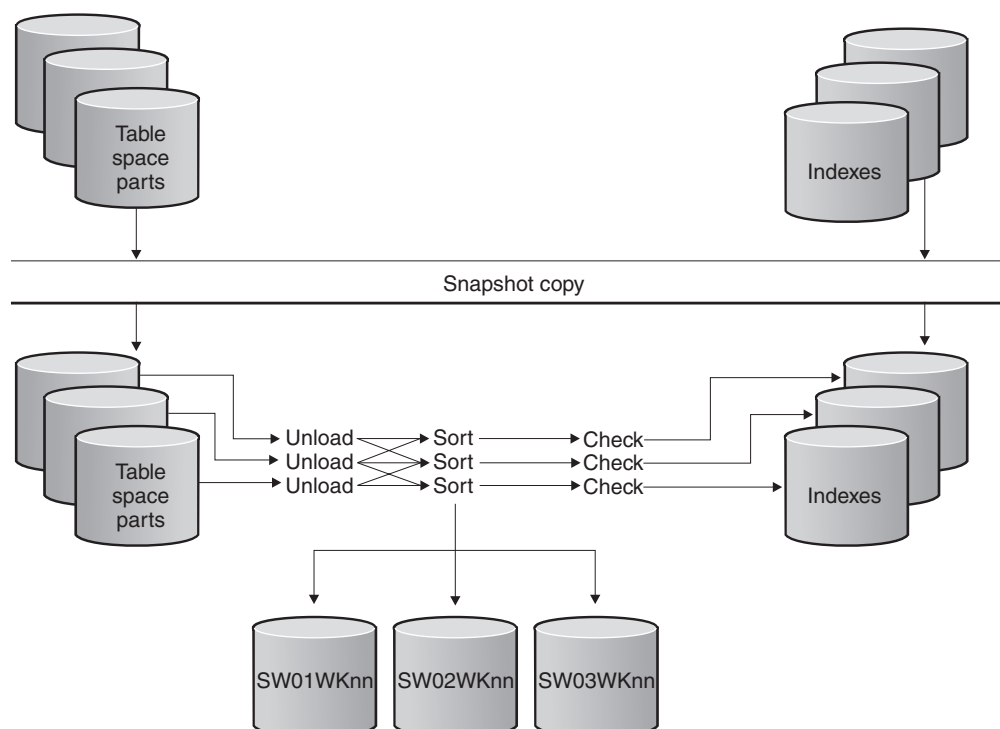 Table
space
parts
Indexes
Snapshot copy
Unload Sort Check
Unload Sort Check
Unload Sort Check
Table
space
parts
Indexes
SW01WKnn SW02WKnn SW03WKnn